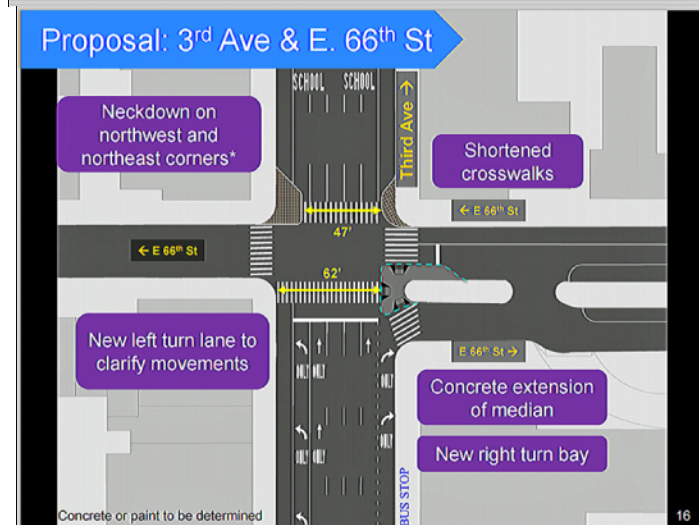 Proposal: 3rd Ave & E. 66th St
SCHOOL SCHOOL
Neckdown on
northwest and
northeast corners*
Third Ave →
Shortened
crosswalks
← E 66th St
47'
← E 66th St
62'
New left turn lane to
clarify movements
E 66th St →
ONLY ONLY
ONLY
Concrete extension
of median
ONLY ONLY
ONLY
New right turn bay
BUS STOP
Concrete or paint to be determined
16